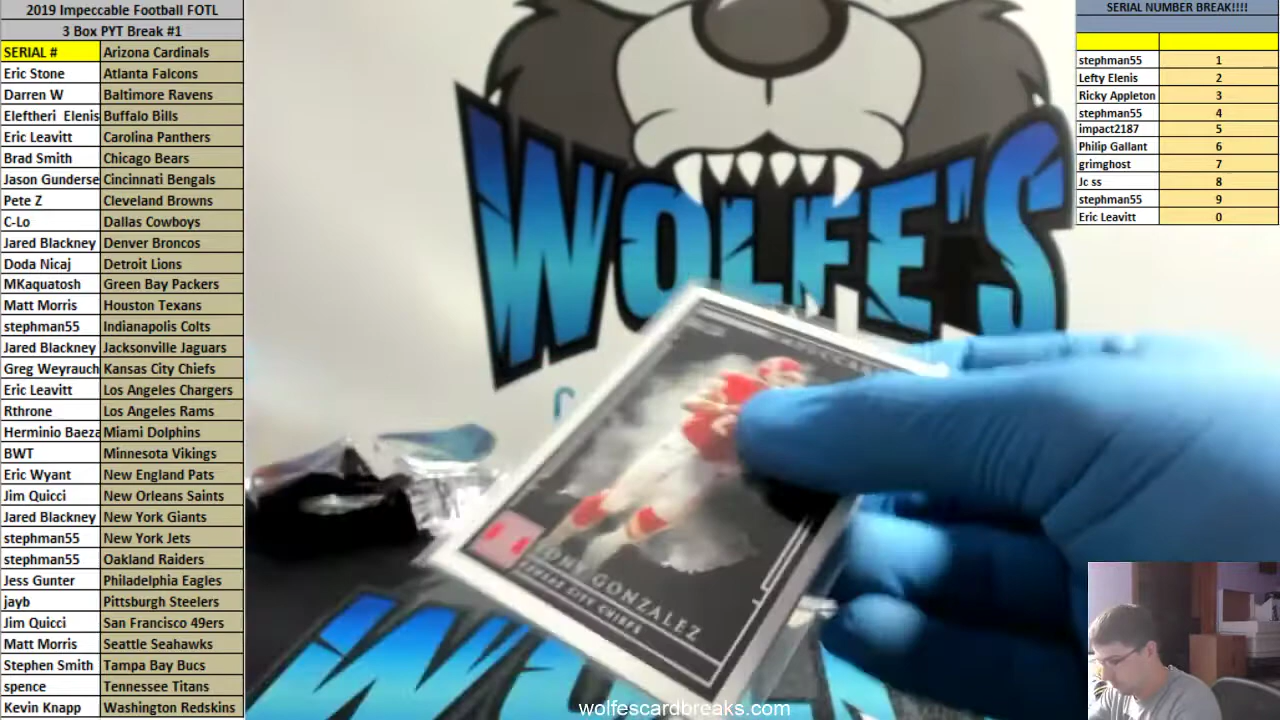 2019 Impeccable Football FOTL
3 Box PYT Break #1
SERIAL # Arizona Cardinals
Eric Stone Atlanta Falcons
Darren W Baltimore Ravens
Eleftheri Elenis Buffalo Bills
Eric Leavitt Carolina Panthers
Brad Smith Chicago Bears
Jason Gunderse Cincinnati Bengals
Pete Z Cleveland Browns
C-Lo Dallas Cowboys
Jared Blackney Denver Broncos
Doda Nicaj Detroit Lions
MKaquatosh Green Bay Packers
Matt Morris Houston Texans
stephman55 Indianapolis Colts
Jared Blackney Jacksonville Jaguars
Greg Weyrauch Kansas City Chiefs
Eric Leavitt Los Angeles Chargers
Rthrone Los Angeles Rams
Herminio Baeza Miami Dolphins
BWT Minnesota Vikings
Eric Wyant New England Pats
Jim Quicci New Orleans Saints
Jared Blackney New York Giants
stephman55 New York Jets
stephman55 Oakland Raiders
Jess Gunter Philadelphia Eagles
jayb Pittsburgh Steelers
Jim Quicci San Francisco 49ers
Matt Morris Seattle Seahawks
Stephen Smith Tampa Bay Bucs
spence Tennessee Titans
Kevin Knapp Washington Redskins
WOLFE'S
TONY GONZALEZ
KANSAS CITY CHIEFS
wolfescardbreaks.com
SERIAL NUMBER BREAK!!!!
stephman55 1
Lefty Elenis 2
Ricky Appleton 3
stephman55 4
impact2187 5
Philip Gallant 6
grimghost 7
Jc ss 8
stephman55 9
Eric Leavitt 0